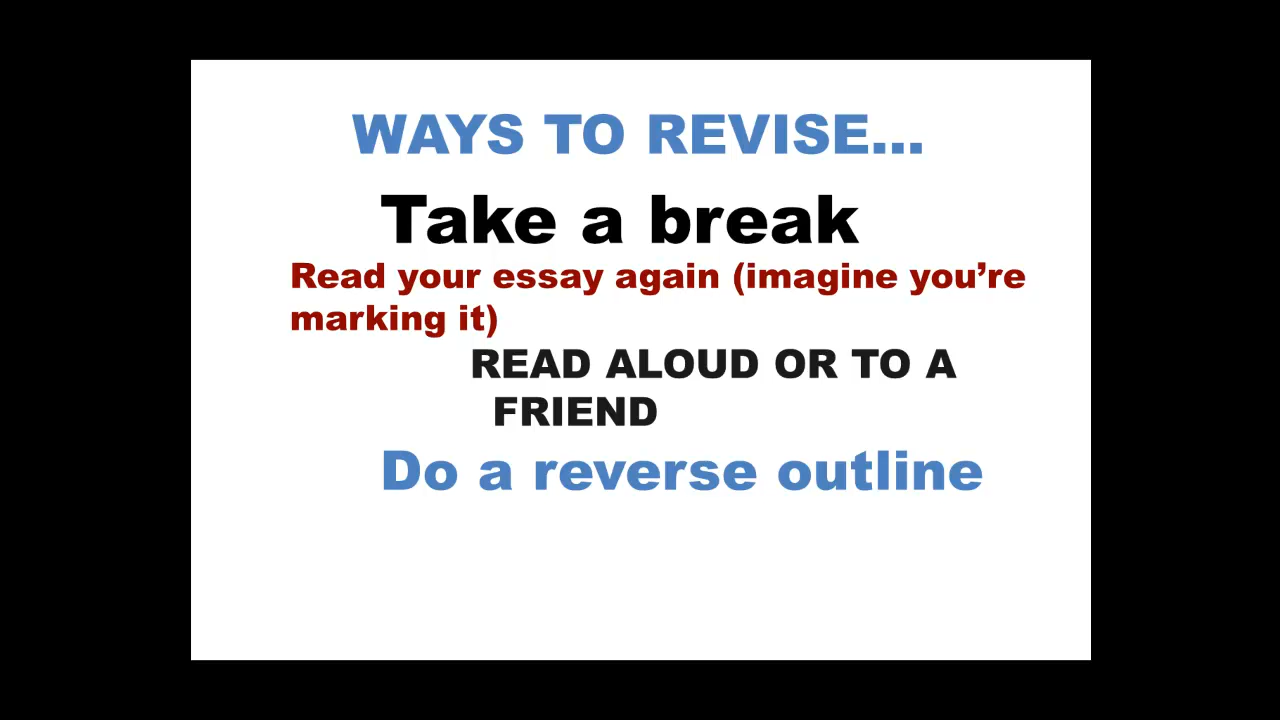 WAYS TO REVISE...
Take a break
Read your essay again (imagine you’re
marking it)
READ ALOUD OR TO A
FRIEND
Do a reverse outline